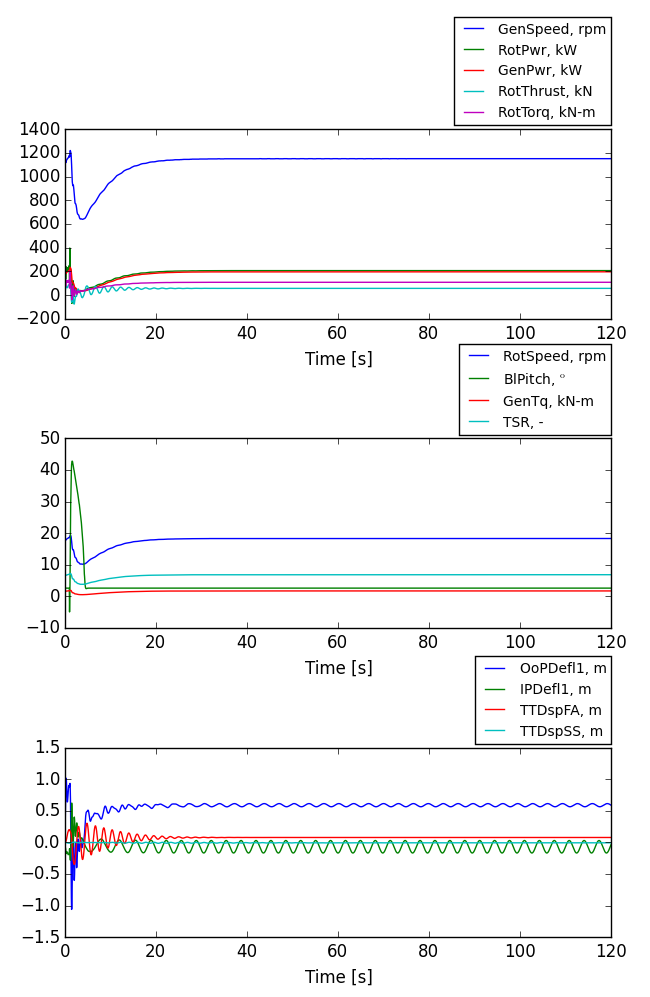 GenSpeed, rpm
RotPwr, kW
GenPwr, kW
RotThrust, kN
RotTorq, kN-m
1400
1200
1000
800
600
400
200
0
−200
0 20 40 60 80 100 120
Time [s]
RotSpeed, rpm
BlPitch, °
GenTq, kN-m
TSR, -
50
40
30
20
10
0
−10
0 20 40 60 80 100 120
Time [s]
OoPDefl1, m
IPDefl1, m
TTDspFA, m
TTDspSS, m
1.5
1.0
0.5
0.0
−0.5
−1.0
−1.5
0 20 40 60 80 100 120
Time [s]